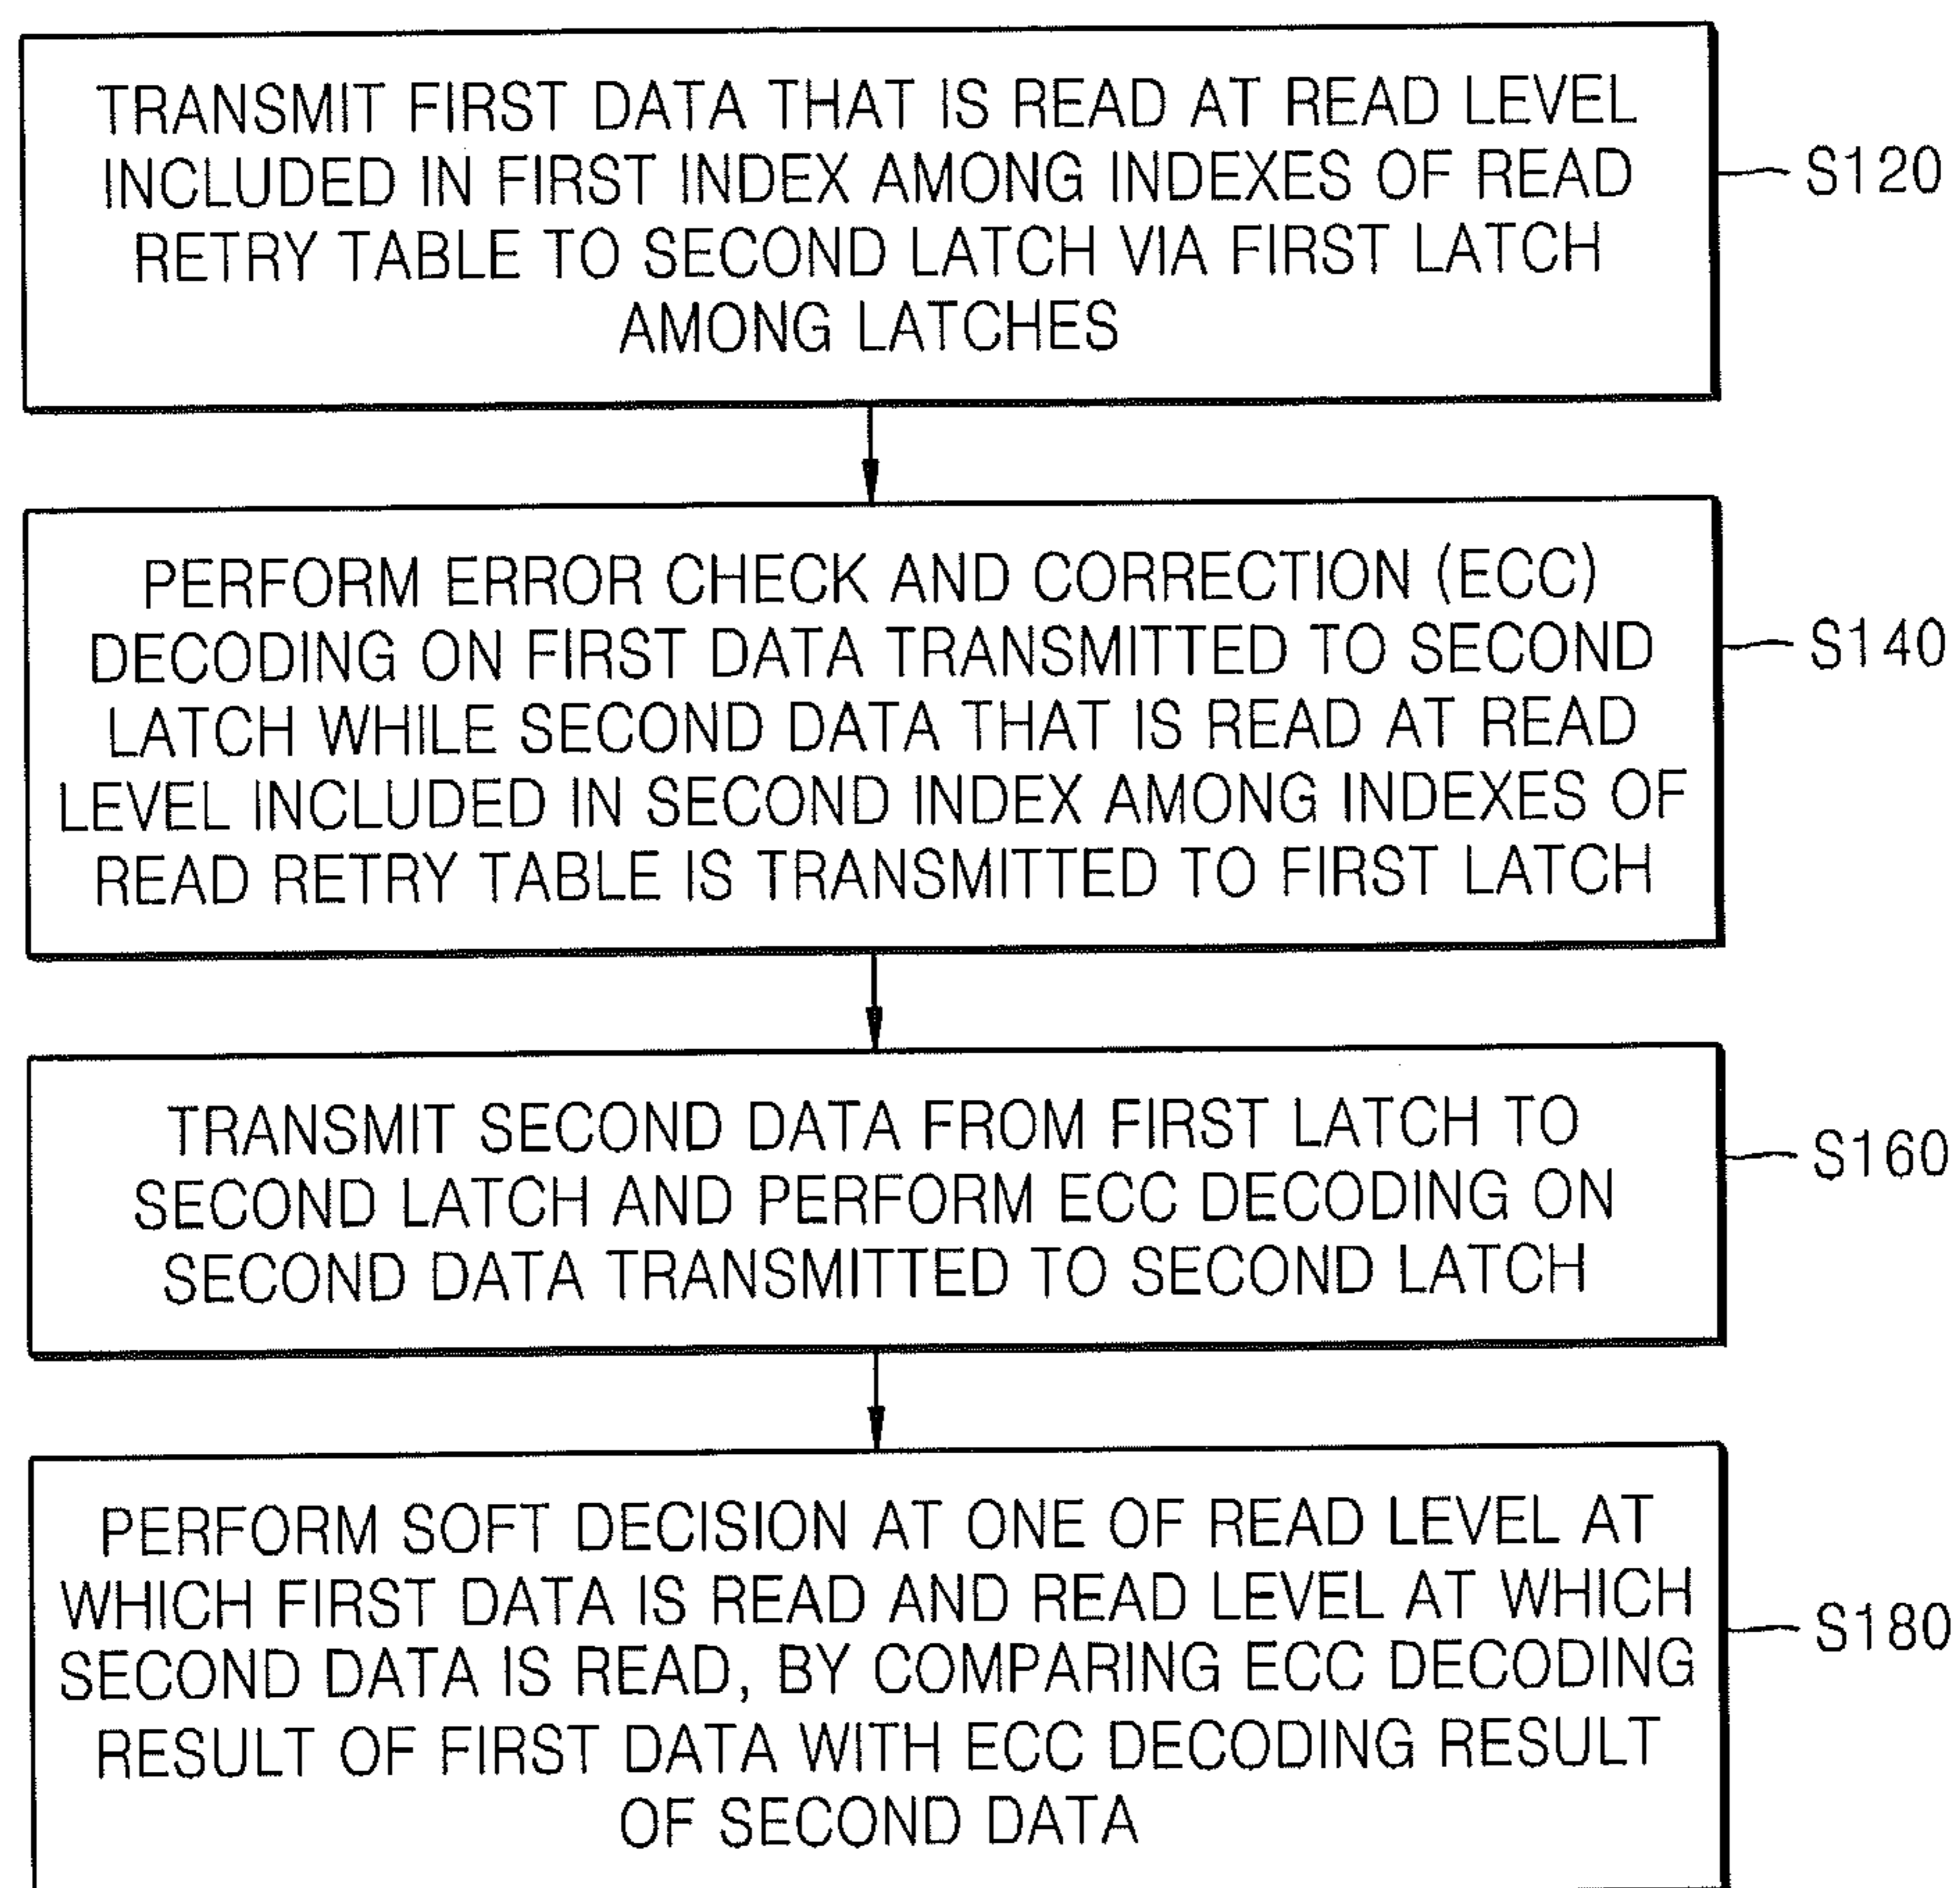 TRANSMIT FIRST DATA THAT IS READ AT READ LEVEL
INCLUDED IN FIRST INDEX AMONG INDEXES OF READ
RETRY TABLE TO SECOND LATCH VIA FIRST LATCH
AMONG LATCHES
S120
PERFORM ERROR CHECK AND CORRECTION (ECC)
DECODING ON FIRST DATA TRANSMITTED TO SECOND
LATCH WHILE SECOND DATA THAT IS READ AT READ
LEVEL INCLUDED IN SECOND INDEX AMONG INDEXES OF
READ RETRY TABLE IS TRANSMITTED TO FIRST LATCH
S140
TRANSMIT SECOND DATA FROM FIRST LATCH TO
SECOND LATCH AND PERFORM ECC DECODING ON
SECOND DATA TRANSMITTED TO SECOND LATCH
S160
PERFORM SOFT DECISION AT ONE OF READ LEVEL AT
WHICH FIRST DATA IS READ AND READ LEVEL AT WHICH
SECOND DATA IS READ, BY COMPARING ECC DECODING
RESULT OF FIRST DATA WITH ECC DECODING RESULT
OF SECOND DATA
S180